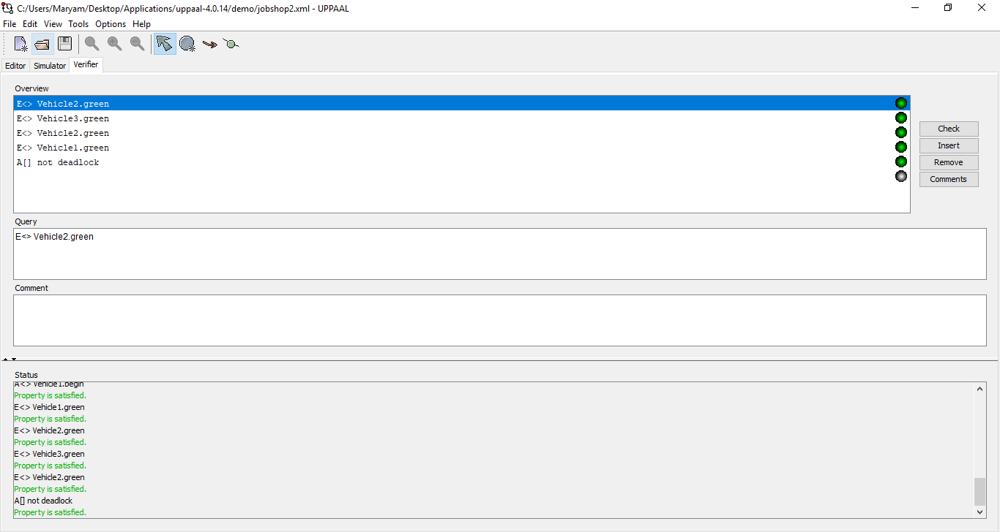 C:/Users/Maryam/Desktop/Applications/uppaal-4.0.14/demo/jobshop2.xml - UPPAAL
File Edit View Tools Options Help
Editor Simulator Verifier
Overview
E<> Vehicle2.green
E<> Vehicle3.green
E<> Vehicle2.green
E<> Vehicle1.green
A[] not deadlock
Check
Insert
Remove
Comments
Query
E<> Vehicle2.green
Comment
Status
A<> Vehicle1.begin
Property is satisfied.
E<> Vehicle1.green
Property is satisfied.
E<> Vehicle2.green
Property is satisfied.
E<> Vehicle3.green
Property is satisfied.
E<> Vehicle2.green
Property is satisfied.
A[] not deadlock
Property is satisfied.